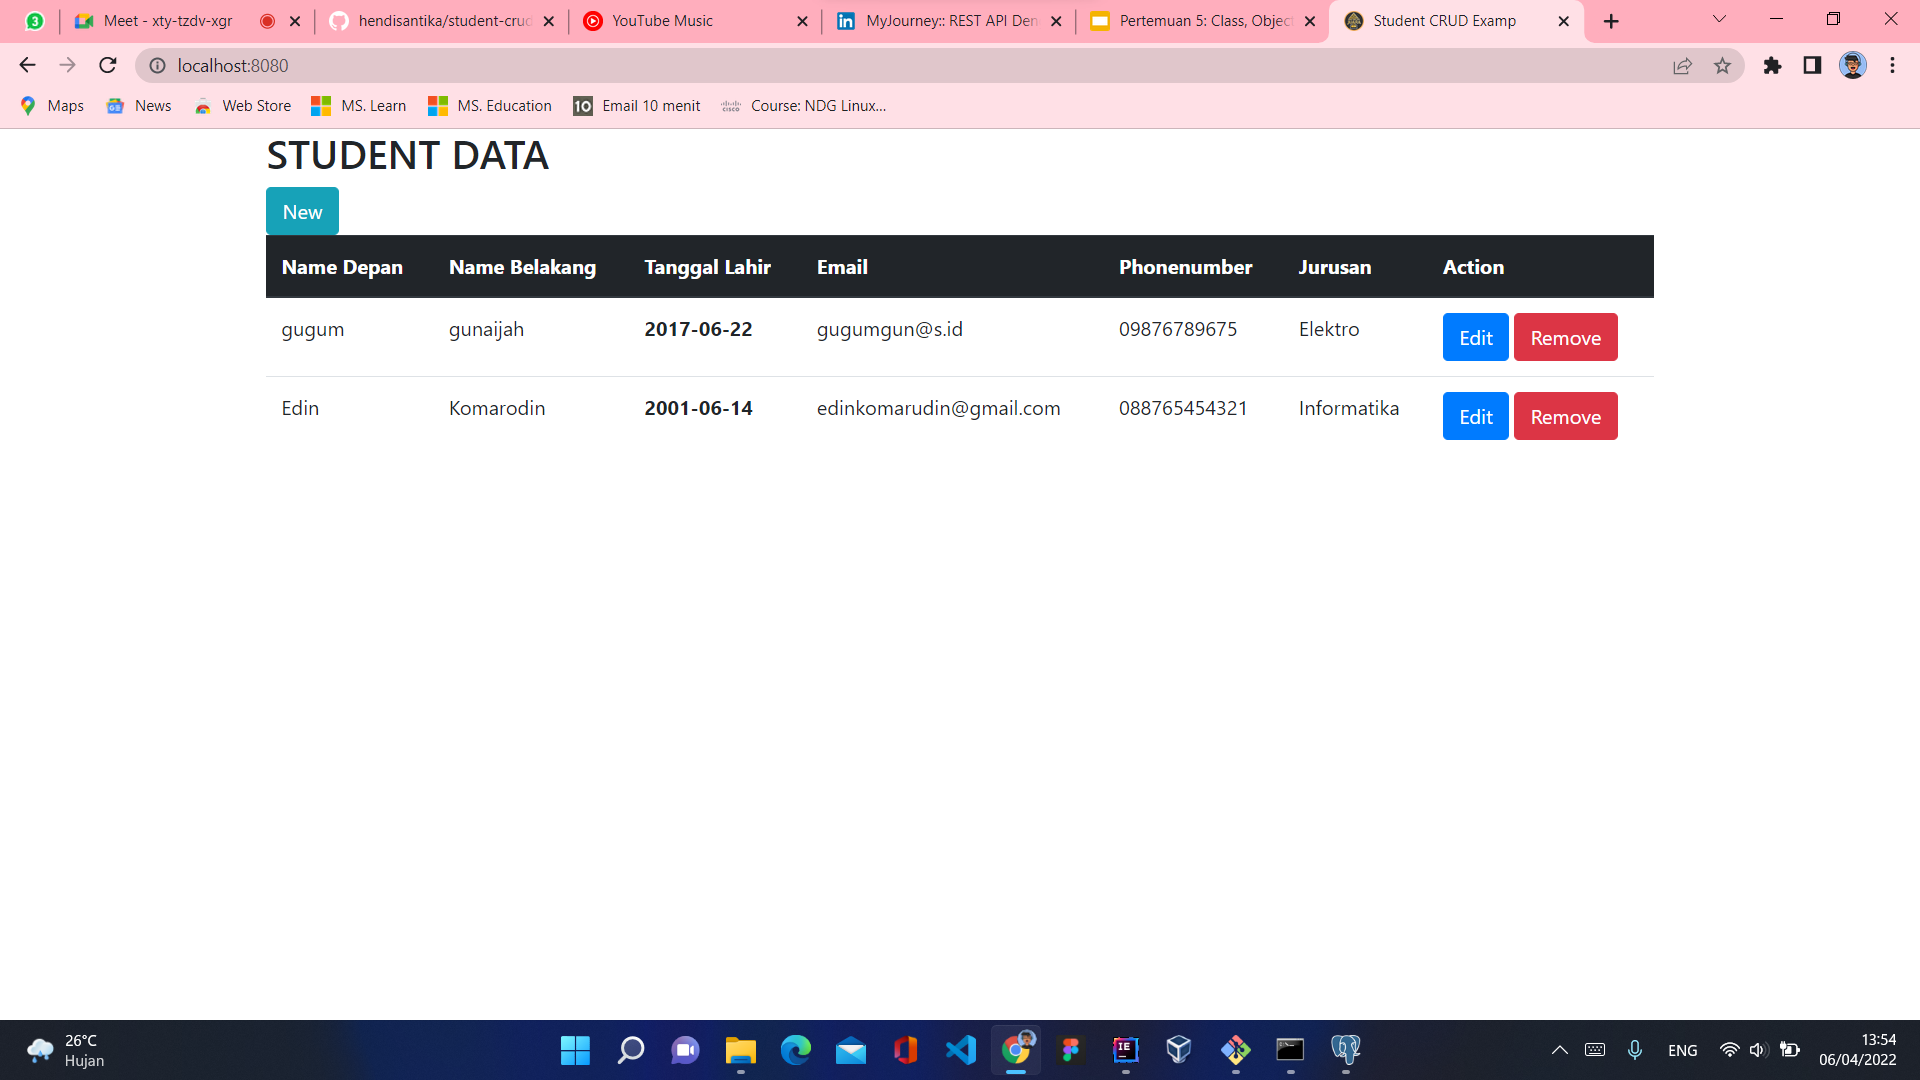 3 Meet - xty-tzdv-xgr hendisantika/student-crud YouTube Music MyJourney:: REST API Den Pertemuan 5: Class, Object Student CRUD Examp
localhost:8080
Maps News Web Store MS. Learn MS. Education 10 Email 10 menit cisco Course: NDG Linux...
STUDENT DATA
New
Name Depan Name Belakang Tanggal Lahir Email Phonenumber Jurusan Action
gugum gunaijah 2017-06-22 gugumgun@s.id 09876789675 Elektro Edit Remove
Edin Komarodin 2001-06-14 edinkomarudin@gmail.com 088765454321 Informatika Edit Remove
26°C
Hujan
ENG
13:54
06/04/2022